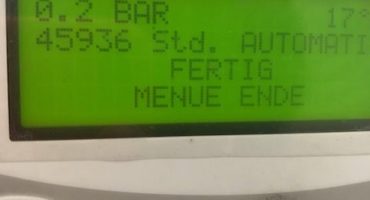 0.2 BAR 17°
45936 Std. AUTOMATI
FERTIG
MENUE ENDE